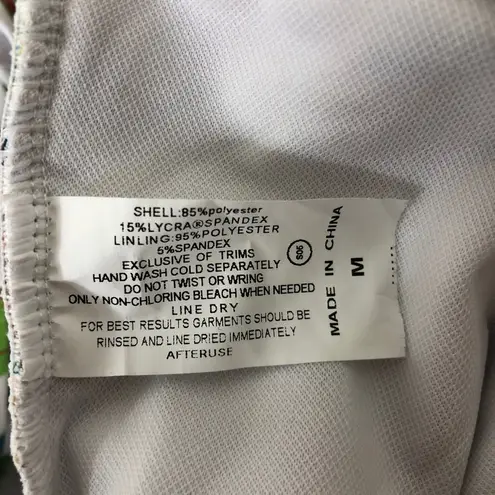 SHELL:85%polyester
15%LYCRA®SPANDEX
LINLING:95%POLYESTER
5%SPANDEX
EXCLUSIVE OF TRIMS
HAND WASH COLD SEPARATELY
DO NOT TWIST OR WRING
ONLY NON-CHLORING BLEACH WHEN NEEDED
LINE DRY
FOR BEST RESULTS GARMENTS SHOULD BE
RINSED AND LINE DRIED IMMEDIATELY
AFTERUSE
S06
MADE IN CHINA
M